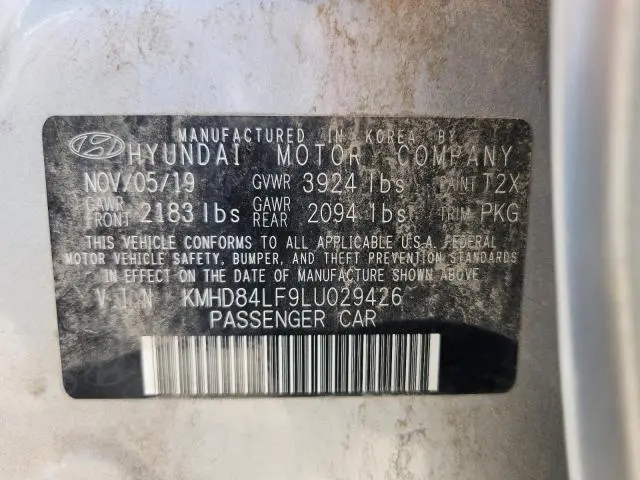 MANUFACTURED IN KOREA BY
HYUNDAI MOTOR COMPANY
NOV/05/19 GVWR 3924 lbs PAINT T2X
GAWR FRONT 2183 lbs GAWR REAR 2094 lbs TRIM PKG
THIS VEHICLE CONFORMS TO ALL APPLICABLE U.S.A. FEDERAL
MOTOR VEHICLE SAFETY, BUMPER, AND THEFT PREVENTION STANDARDS
IN EFFECT ON THE DATE OF MANUFACTURE SHOWN ABOVE.
V I N KMHD84LF9LU029426
PASSENGER CAR